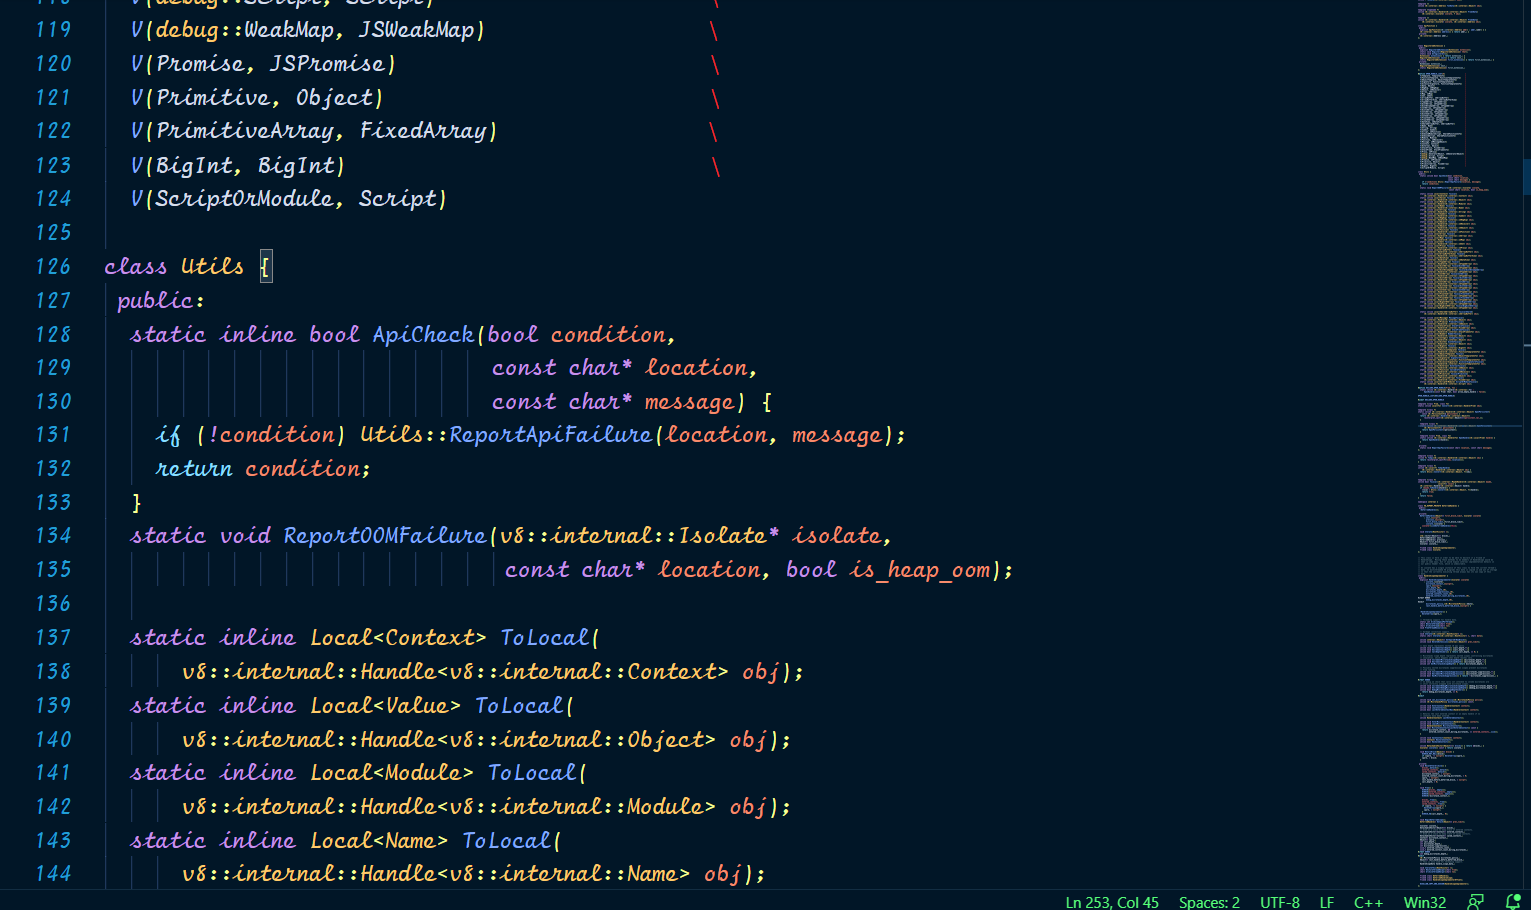 118 V(debug::Script, Script) \
119 V(debug::WeakMap, JSWeakMap) \
120 V(Promise, JSPromise) \
121 V(Primitive, Object) \
122 V(PrimitiveArray, FixedArray) \
123 V(BigInt, BigInt) \
124 V(ScriptOrModule, Script)
125
126 class Utils {
127 public:
128 static inline bool ApiCheck(bool condition,
129 const char* location,
130 const char* message) {
131 if (!condition) Utils::ReportApiFailure(location, message);
132 return condition;
133 }
134 static void ReportOOMFailure(v8::internal::Isolate* isolate,
135 const char* location, bool is_heap_oom);
136
137 static inline Local<Context> ToLocal(
138 v8::internal::Handle<v8::internal::Context> obj);
139 static inline Local<Value> ToLocal(
140 v8::internal::Handle<v8::internal::Object> obj);
141 static inline Local<Module> ToLocal(
142 v8::internal::Handle<v8::internal::Module> obj);
143 static inline Local<Name> ToLocal(
144 v8::internal::Handle<v8::internal::Name> obj);
Ln 253, Col 45 Spaces: 2 UTF-8 LF C++ Win32